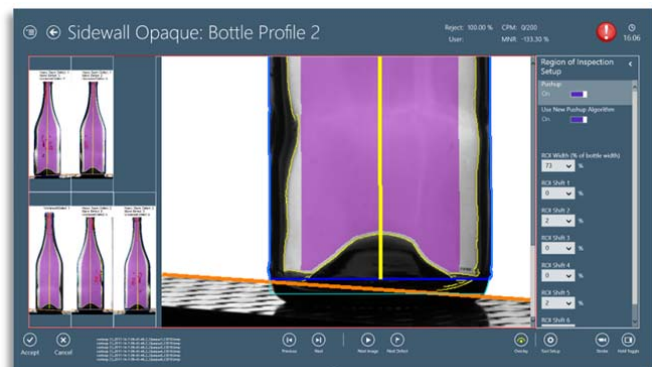 Sidewall Opaque: Bottle Profile 2
Reject: 100.00 % CPM: 0/200
User: MNR: -133.30 %
16:06
Region of Inspection
Setup
Pushup
On
Use New Pushup Algorithm
On
ROI Width (% of bottle width)
73 %
ROI Shift 1
0 %
ROI Shift 2
2 %
ROI Shift 3
0 %
ROI Shift 4
0 %
ROI Shift 5
2 %
ROI Shift 6
Accept
Cancel
Previous
Next
Next Image
Next Defect
Overlay
Tool Setup
Strobe
Hold Toggle